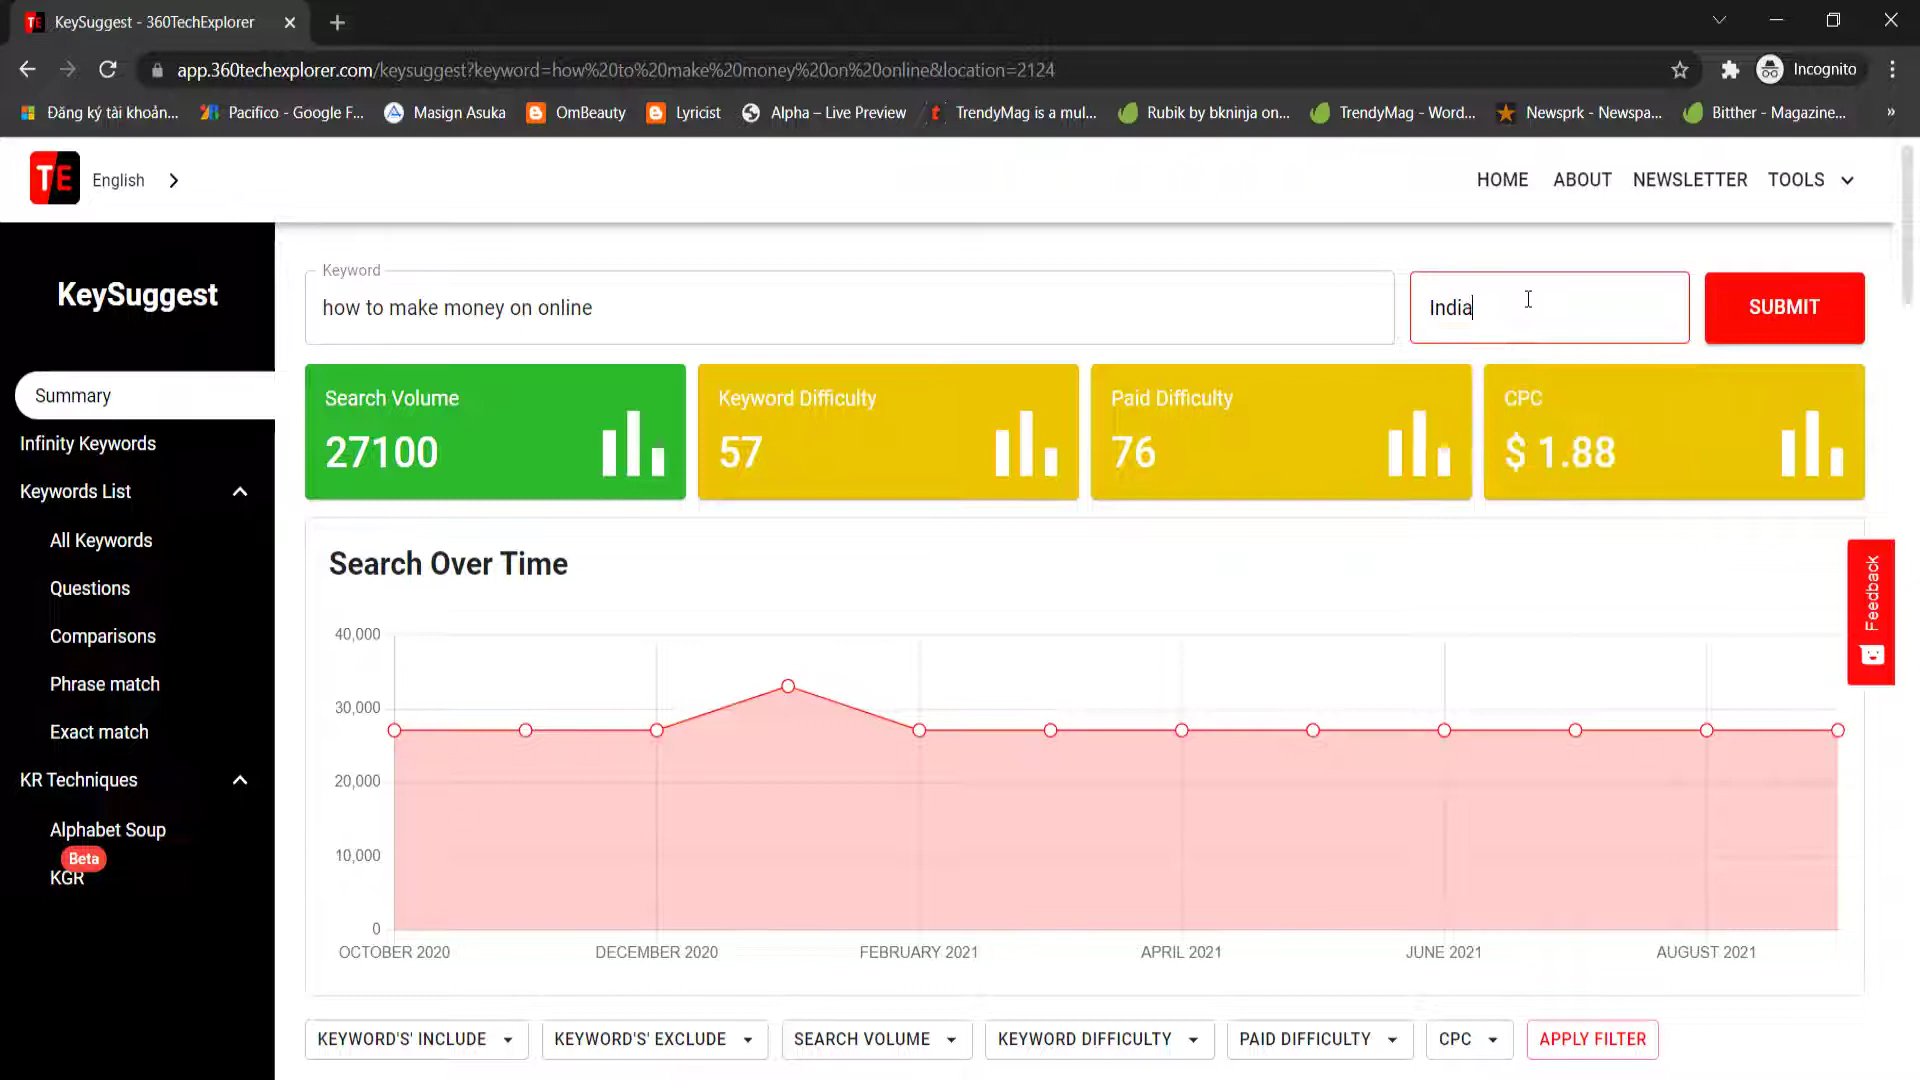 KeySuggest - 360TechExplorer
app.360techexplorer.com/keysuggest?keyword=how%20to%20make%20money%20on%20online&location=2124
Incognito
Đăng ký tài khoản...
Pacifico - Google F...
Masign Asuka
OmBeauty
Lyricist
Alpha – Live Preview
TrendyMag is a mul...
Rubik by bkninja on...
TrendyMag - Word...
Newsprk - Newspa...
Bitther - Magazine...
»
TE
English
HOME
ABOUT
NEWSLETTER
TOOLS
KeySuggest
Summary
Infinity Keywords
Keywords List
All Keywords
Questions
Comparisons
Phrase match
Exact match
KR Techniques
Alphabet Soup
Beta
KGR
Keyword
how to make money on online
India
SUBMIT
Search Volume
27100
Keyword Difficulty
57
Paid Difficulty
76
CPC
$ 1.88
Search Over Time
40,000
30,000
20,000
10,000
0
OCTOBER 2020
DECEMBER 2020
FEBRUARY 2021
APRIL 2021
JUNE 2021
AUGUST 2021
Feedback
KEYWORD'S' INCLUDE
KEYWORD'S' EXCLUDE
SEARCH VOLUME
KEYWORD DIFFICULTY
PAID DIFFICULTY
CPC
APPLY FILTER